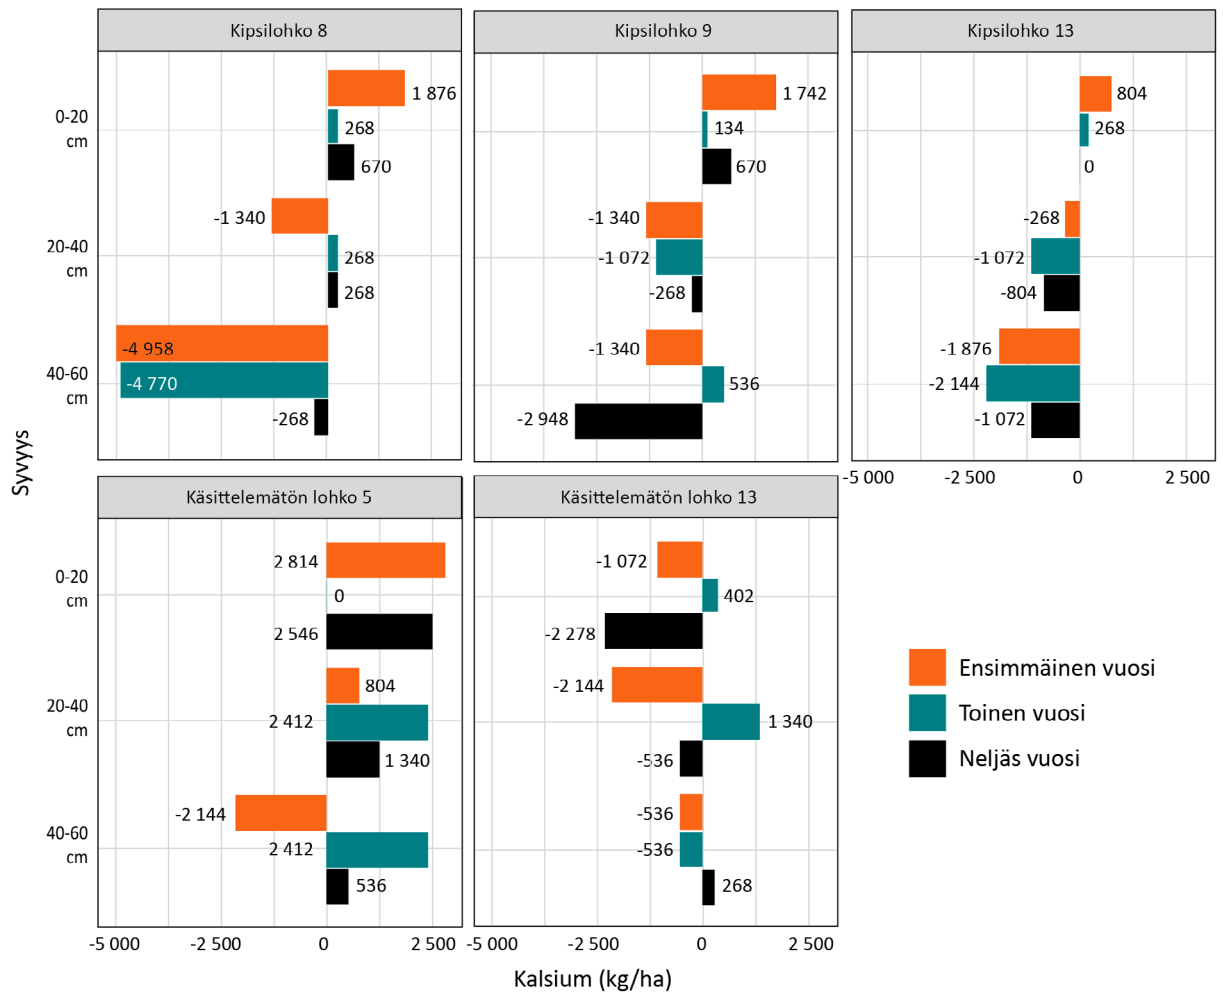 Kipsilohko 8
Kipsilohko 9
Kipsilohko 13
0-20
cm
1 876
268
670
1 742
134
670
804
268
0
20-40
cm
-1 340
268
268
-1 340
-1 072
-268
-268
-1 072
-804
40-60
cm
-4 958
-4 770
-268
-1 340
536
-2 948
-1 876
-2 144
-1 072
-5 000 -2 500 0 2 500
Syvyys
Käsittelemätön lohko 5
Käsittelemätön lohko 13
0-20
cm
2 814
0
2 546
-1 072
402
-2 278
20-40
cm
804
2 412
1 340
-2 144
1 340
-536
40-60
cm
-2 144
2 412
536
-536
-536
268
Ensimmäinen vuosi
Toinen vuosi
Neljäs vuosi
-5 000 -2 500 0 2 500 -5 000 -2 500 0 2 500
Kalsium (kg/ha)